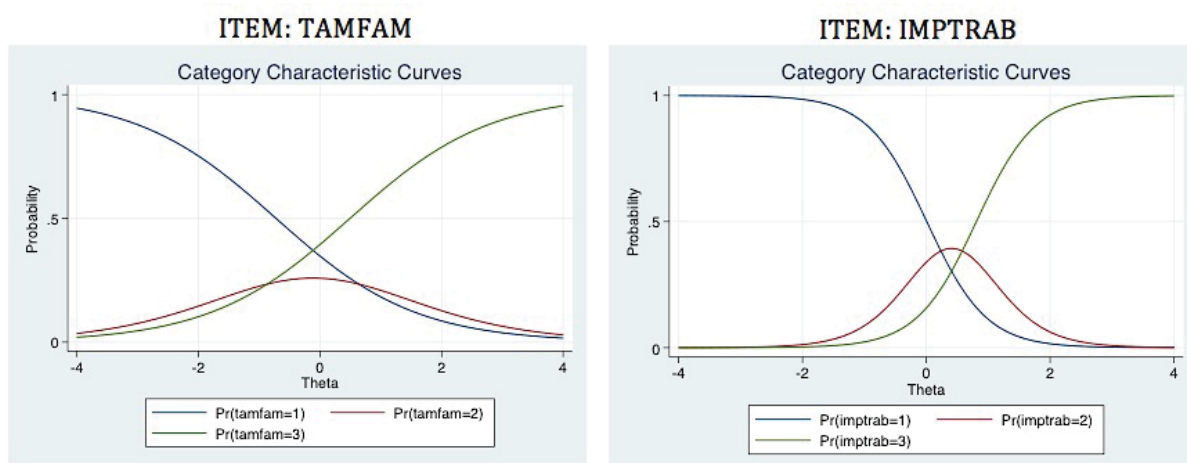 ITEM: TAMFAM
Category Characteristic Curves
1
.5
0
Probability
-4 -2 0 2 4
Theta
Pr(tamfam=1) Pr(tamfam=2)
Pr(tamfam=3)
ITEM: IMPTRAB
Category Characteristic Curves
1
.5
0
Probability
-4 -2 0 2 4
Theta
Pr(imptrab=1) Pr(imptrab=2)
Pr(imptrab=3)